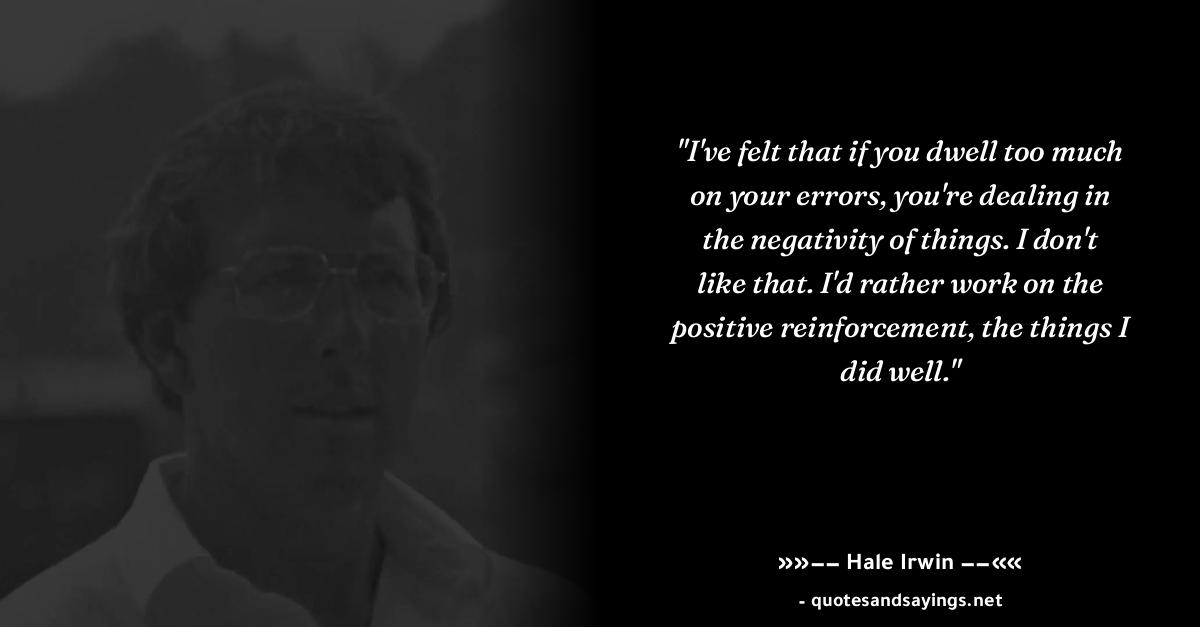 "I've felt that if you dwell too much
on your errors, you're dealing in
the negativity of things. I don't
like that. I'd rather work on the
positive reinforcement, the things I
did well."
»»−− Hale Irwin −−««
- quotesandsayings.net